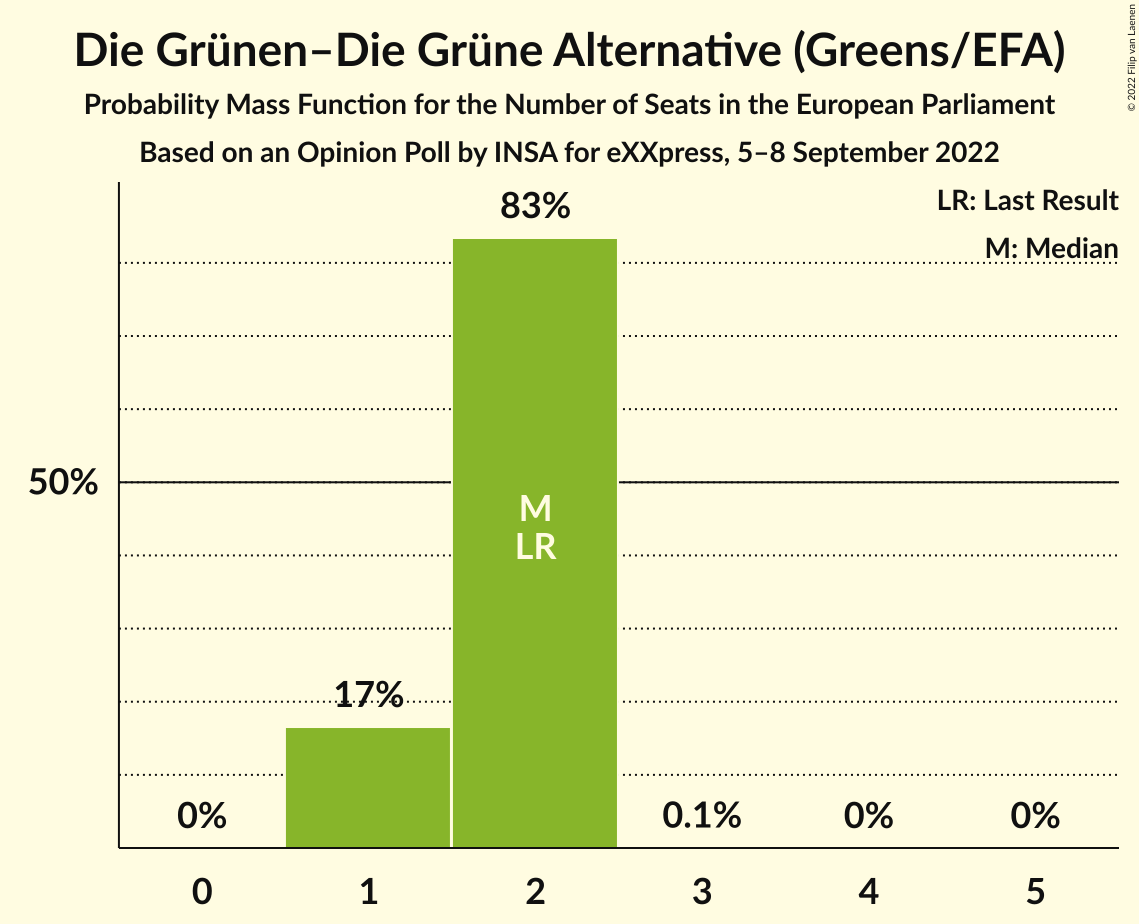 Die Grünen–Die Grüne Alternative (Greens/EFA)
Probability Mass Function for the Number of Seats in the European Parliament
Based on an Opinion Poll by INSA for eXXpress, 5–8 September 2022
© 2022 Filip van Laenen
LR: Last Result
M: Median
83%
50%
M
LR
17%
0%
0.1%
0%
0%
0
1
2
3
4
5